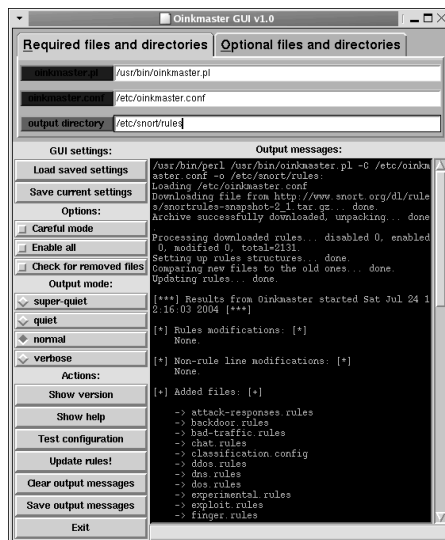 Oinkmaster GUI v1.0
Required files and directories
Optional files and directories
oinkmaster.pl
/usr/bin/oinkmaster.pl
oinkmaster.conf
/etc/oinkmaster.conf
output directory
/etc/snort/rules
GUI settings:
Load saved settings
Save current settings
Options:
Careful mode
Enable all
Check for removed files
Output mode:
super-quiet
quiet
normal
verbose
Actions:
Show version
Show help
Test configuration
Update rules!
Clear output messages
Save output messages
Exit
Output messages:
/usr/bin/perl /usr/bin/oinkmaster.pl -C /etc/oinkm
aster.conf -o /etc/snort/rules:
Loading /etc/oinkmaster.conf
Downloading file from http://www.snort.org/dl/rule
s/snortrules-snapshot-2_1.tar.gz... done.
Archive successfully downloaded, unpacking... done
.
Processing downloaded rules... disabled 0, enabled
0, modified 0, total=2131.
Setting up rules structures... done.
Comparing new files to the old ones... done.
Updating rules... done.
[***] Results from Oinkmaster started Sat Jul 24 1
2:16:03 2004 [***]
[*] Rules modifications: [*]
None.
[*] Non-rule line modifications: [*]
None.
[+] Added files: [+]
-> attack-responses.rules
-> backdoor.rules
-> bad-traffic.rules
-> chat.rules
-> classification.config
-> ddos.rules
-> dns.rules
-> dos.rules
-> experimental.rules
-> exploit.rules
-> finger.rules